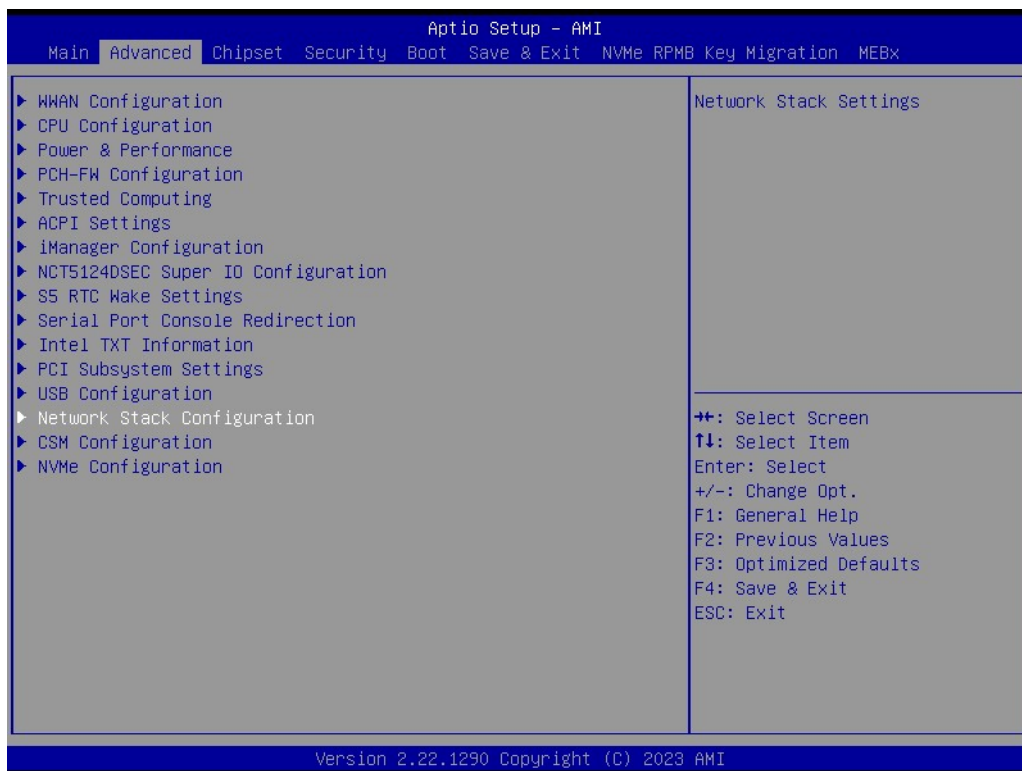 Aptio Setup - AMI
Main Advanced Chipset Security Boot Save & Exit NVMe RPMB Key Migration MEBx
WWAN Configuration
CPU Configuration
Power & Performance
PCH-FW Configuration
Trusted Computing
ACPI Settings
iManager Configuration
NCT5124DSEC Super IO Configuration
S5 RTC Wake Settings
Serial Port Console Redirection
Intel TXT Information
PCI Subsystem Settings
USB Configuration
Network Stack Configuration
CSM Configuration
NVMe Configuration
Network Stack Settings
→←: Select Screen
↑↓: Select Item
Enter: Select
+/-: Change Opt.
F1: General Help
F2: Previous Values
F3: Optimized Defaults
F4: Save & Exit
ESC: Exit
Version 2.22.1290 Copyright (C) 2023 AMI